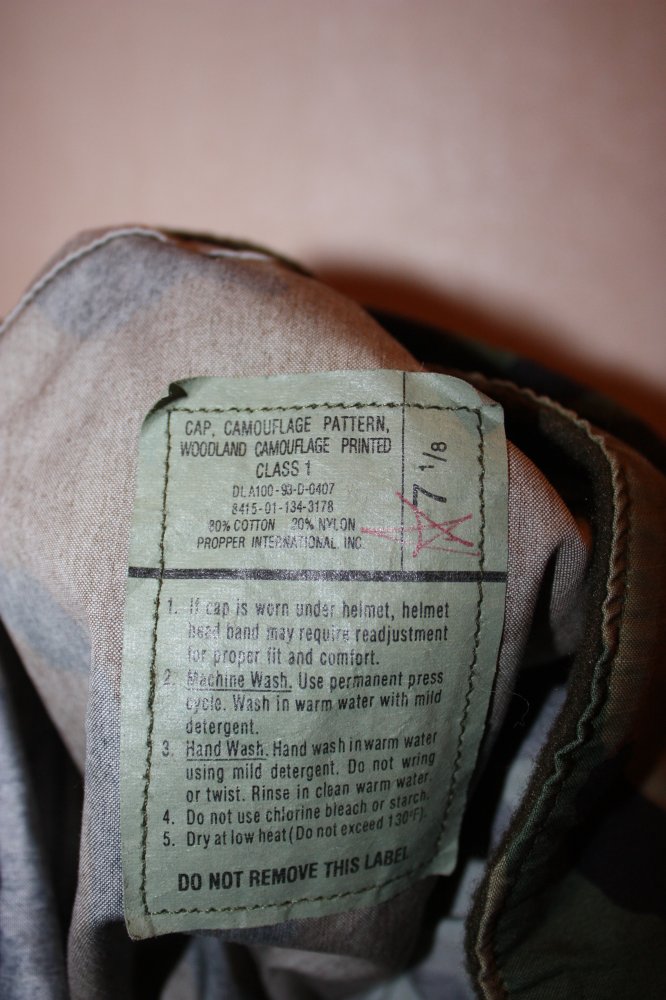 CAP, CAMOUFLAGE PATTERN,
WOODLAND CAMOUFLAGE PRINTED
CLASS 1
DLA100-93-D-0407
8415-01-134-3178
80% COTTON 20% NYLON
PROPPER INTERNATIONAL, INC.
7 1/8
1. If cap is worn under helmet, helmet
head band may require readjustment
for proper fit and comfort.
2. Machine Wash. Use permanent press
cycle. Wash in warm water with mild
detergent.
3. Hand Wash. Hand wash in warm water
using mild detergent. Do not wring
or twist. Rinse in clean warm water.
4. Do not use chlorine bleach or starch.
5. Dry at low heat (Do not exceed 130°F).
DO NOT REMOVE THIS LABEL